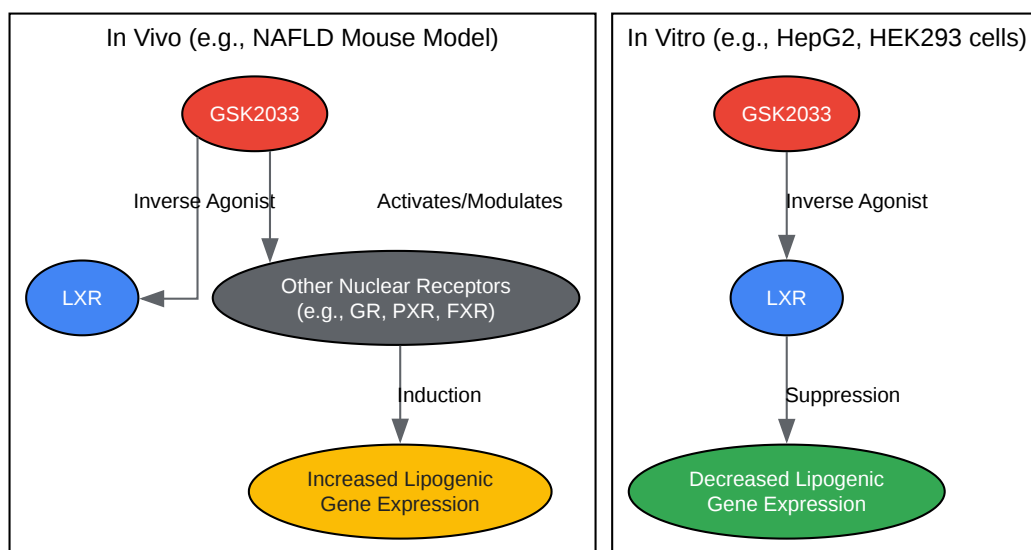 In Vivo (e.g., NAFLD Mouse Model)
GSK2033
Inverse Agonist
Activates/Modulates
LXR
Other Nuclear Receptors
(e.g., GR, PXR, FXR)
Induction
Increased Lipogenic
Gene Expression
In Vitro (e.g., HepG2, HEK293 cells)
GSK2033
Inverse Agonist
LXR
Suppression
Decreased Lipogenic
Gene Expression